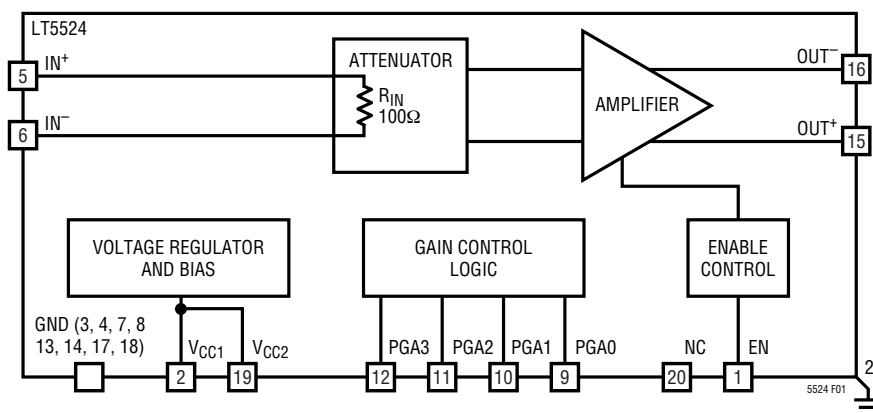 LT5524
5
IN+
6
IN−
ATTENUATOR
RIN
100Ω
AMPLIFIER
OUT−
16
OUT+
15
VOLTAGE REGULATOR
AND BIAS
GAIN CONTROL
LOGIC
ENABLE
CONTROL
GND (3, 4, 7, 8
13, 14, 17, 18)
VCC1
VCC2
PGA3
PGA2
PGA1
PGA0
NC
EN
2
19
12
11
10
9
20
1
5524 F01